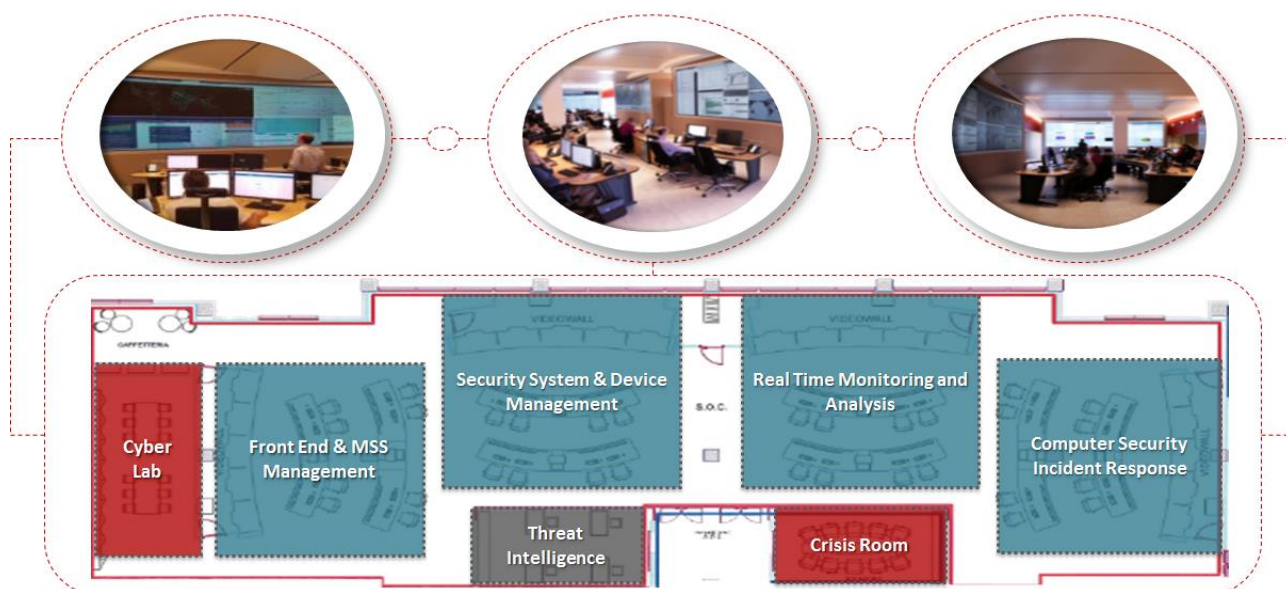 VIDEOWALL
VIDEOWALL
CAFFETTERIA
Security System & Device
Management
Real Time Monitoring and
Analysis
S.O.C.
Cyber
Lab
Front End & MSS
Management
Computer Security
Incident Response
Threat
Intelligence
Crisis Room